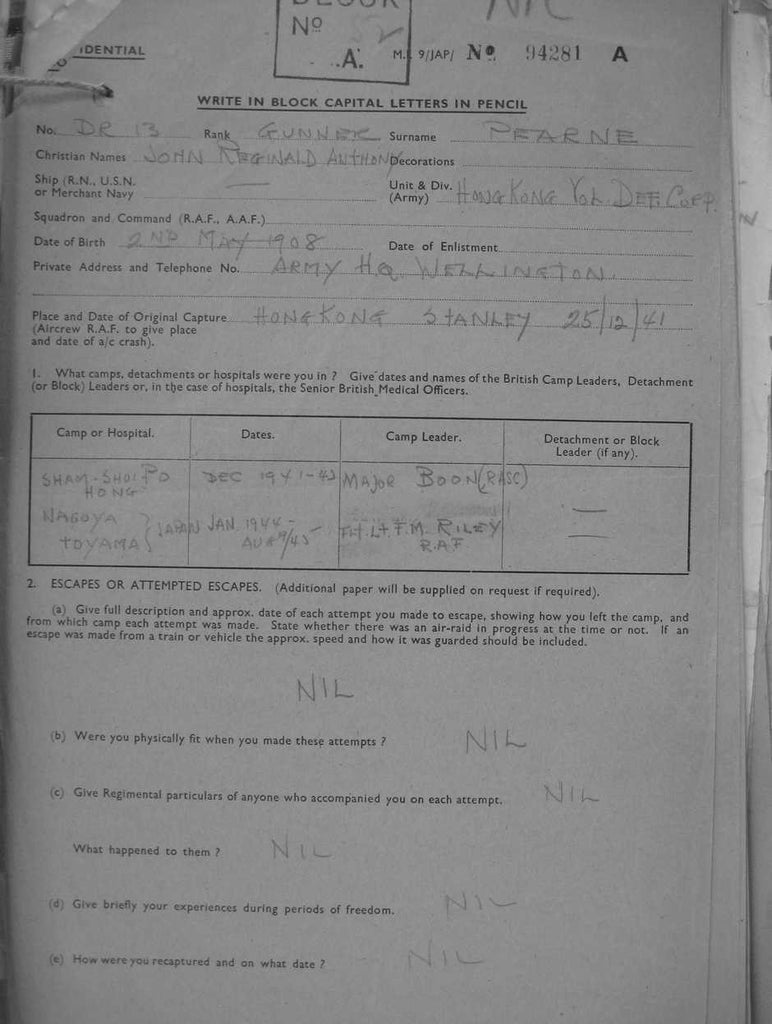 NIL
BLOCK
Nº
.A.
IDENTIAL
M. 9/JAP/ Nº 94281 A
WRITE IN BLOCK CAPITAL LETTERS IN PENCIL
No. DR 13 Rank GUNNER Surname PEARNE
Christian Names JOHN REGINALD ANTHONY Decorations
Ship (R.N., U.S.N. or Merchant Navy — Unit & Div. (Army) HONG KONG VOL DEF. CORP.
Squadron and Command (R.A.F., A.A.F.)
Date of Birth 2ND MAY 1908 Date of Enlistment
Private Address and Telephone No. ARMY H.Q. WELLINGTON
Place and Date of Original Capture HONG KONG STANLEY 25/12/41
(Aircrew R.A.F. to give place
and date of a/c crash).
1. What camps, detachments or hospitals were you in ? Give dates and names of the British Camp Leaders, Detachment
(or Block) Leaders or, in the case of hospitals, the Senior British Medical Officers.
Camp or Hospital. Dates. Camp Leader. Detachment or Block
Leader (if any).
SHAM-SHUI PO DEC 1941-43 MAJOR BOON (RASC) —
HONG
NAGOYA } JAPAN JAN. 1944 - Flt. Lt. F.M. RILEY —
TOYAMA AUG 9/45 R.A.F
2. ESCAPES OR ATTEMPTED ESCAPES. (Additional paper will be supplied on request if required).
(a) Give full description and approx. date of each attempt you made to escape, showing how you left the camp, and
from which camp each attempt was made. State whether there was an air-raid in progress at the time or not. If an
escape was made from a train or vehicle the approx. speed and how it was guarded should be included.
NIL
(b) Were you physically fit when you made these attempts ? NIL
(c) Give Regimental particulars of anyone who accompanied you on each attempt. NIL
What happened to them ? NIL
(d) Give briefly your experiences during periods of freedom. NIL
(e) How were you recaptured and on what date ? NIL